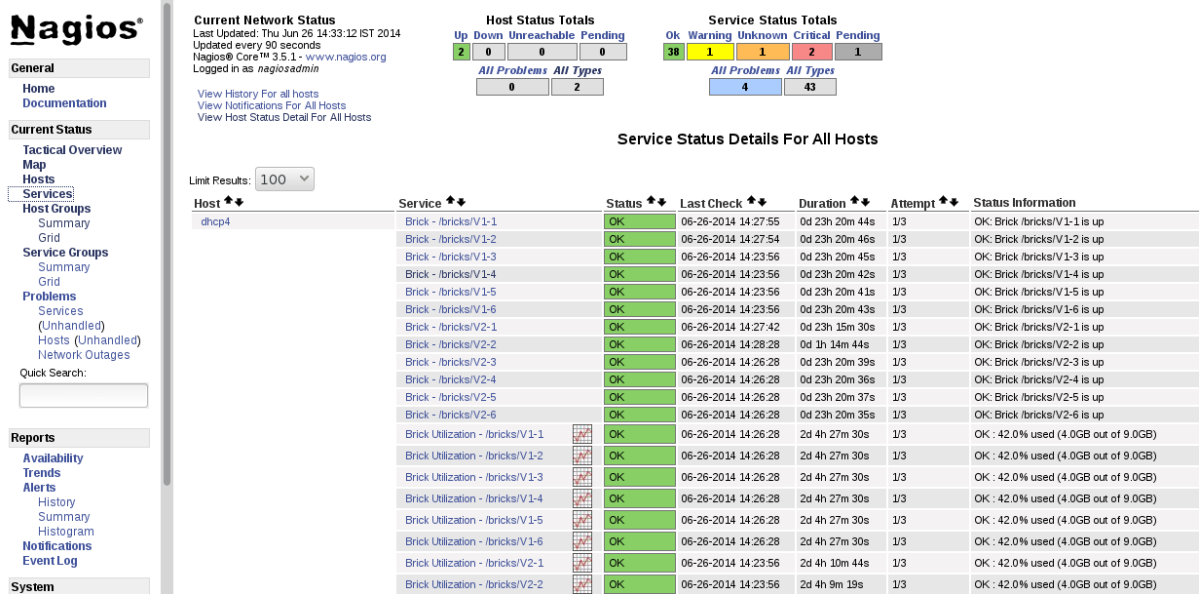 Nagios®
General
Home
Documentation
Current Status
Tactical Overview
Map
Hosts
Services
Host Groups
Summary
Grid
Service Groups
Summary
Grid
Problems
Services
(Unhandled)
Hosts (Unhandled)
Network Outages
Quick Search:
Reports
Availability
Trends
Alerts
History
Summary
Histogram
Notifications
Event Log
System
Current Network Status
Last Updated: Thu Jun 26 14:33:12 IST 2014
Updated every 90 seconds
Nagios® Core™ 3.5.1 - www.nagios.org
Logged in as nagiosadmin
View History For all hosts
View Notifications For All Hosts
View Host Status Detail For All Hosts
Host Status Totals
Up Down Unreachable Pending
2 0 0 0
All Problems All Types
0 2
Service Status Totals
Ok Warning Unknown Critical Pending
38 1 1 2 1
All Problems All Types
4 43
Service Status Details For All Hosts
Limit Results: 100
Host Service Status Last Check Duration Attempt Status Information
dhcp4 Brick - /bricks/V1-1 OK 06-26-2014 14:27:55 0d 23h 20m 44s 1/3 OK: Brick /bricks/V1-1 is up
Brick - /bricks/V1-2 OK 06-26-2014 14:27:54 0d 23h 20m 46s 1/3 OK: Brick /bricks/V1-2 is up
Brick - /bricks/V1-3 OK 06-26-2014 14:23:56 0d 23h 20m 45s 1/3 OK: Brick /bricks/V1-3 is up
Brick - /bricks/V1-4 OK 06-26-2014 14:23:56 0d 23h 20m 42s 1/3 OK: Brick /bricks/V1-4 is up
Brick - /bricks/V1-5 OK 06-26-2014 14:23:56 0d 23h 20m 41s 1/3 OK: Brick /bricks/V1-5 is up
Brick - /bricks/V1-6 OK 06-26-2014 14:23:56 0d 23h 20m 43s 1/3 OK: Brick /bricks/V1-6 is up
Brick - /bricks/V2-1 OK 06-26-2014 14:27:42 0d 23h 15m 30s 1/3 OK: Brick /bricks/V2-1 is up
Brick - /bricks/V2-2 OK 06-26-2014 14:28:28 0d 1h 14m 44s 1/3 OK: Brick /bricks/V2-2 is up
Brick - /bricks/V2-3 OK 06-26-2014 14:26:28 0d 23h 20m 39s 1/3 OK: Brick /bricks/V2-3 is up
Brick - /bricks/V2-4 OK 06-26-2014 14:26:28 0d 23h 20m 36s 1/3 OK: Brick /bricks/V2-4 is up
Brick - /bricks/V2-5 OK 06-26-2014 14:26:28 0d 23h 20m 37s 1/3 OK: Brick /bricks/V2-5 is up
Brick - /bricks/V2-6 OK 06-26-2014 14:26:28 0d 23h 20m 35s 1/3 OK: Brick /bricks/V2-6 is up
Brick Utilization - /bricks/V1-1 OK 06-26-2014 14:26:28 2d 4h 27m 30s 1/3 OK : 42.0% used (4.0GB out of 9.0GB)
Brick Utilization - /bricks/V1-2 OK 06-26-2014 14:26:28 2d 4h 27m 30s 1/3 OK : 42.0% used (4.0GB out of 9.0GB)
Brick Utilization - /bricks/V1-3 OK 06-26-2014 14:26:28 2d 4h 27m 30s 1/3 OK : 42.0% used (4.0GB out of 9.0GB)
Brick Utilization - /bricks/V1-4 OK 06-26-2014 14:26:28 2d 4h 27m 30s 1/3 OK : 42.0% used (4.0GB out of 9.0GB)
Brick Utilization - /bricks/V1-5 OK 06-26-2014 14:26:28 2d 4h 27m 30s 1/3 OK : 42.0% used (4.0GB out of 9.0GB)
Brick Utilization - /bricks/V1-6 OK 06-26-2014 14:26:28 2d 4h 27m 30s 1/3 OK : 42.0% used (4.0GB out of 9.0GB)
Brick Utilization - /bricks/V2-1 OK 06-26-2014 14:23:56 2d 4h 10m 44s 1/3 OK : 42.0% used (4.0GB out of 9.0GB)
Brick Utilization - /bricks/V2-2 OK 06-26-2014 14:23:56 2d 4h 9m 19s 1/3 OK : 42.0% used (4.0GB out of 9.0GB)